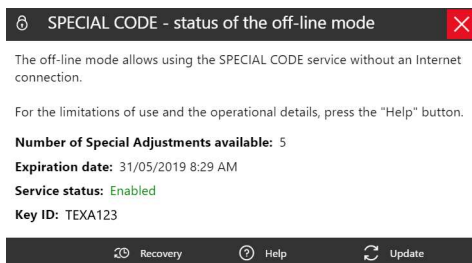 SPECIAL CODE - status of the off-line mode
The off-line mode allows using the SPECIAL CODE service without an Internet
connection.
For the limitations of use and the operational details, press the "Help" button.
Number of Special Adjustments available: 5
Expiration date: 31/05/2019 8:29 AM
Service status: Enabled
Key ID: TEXA123
Recovery Help Update